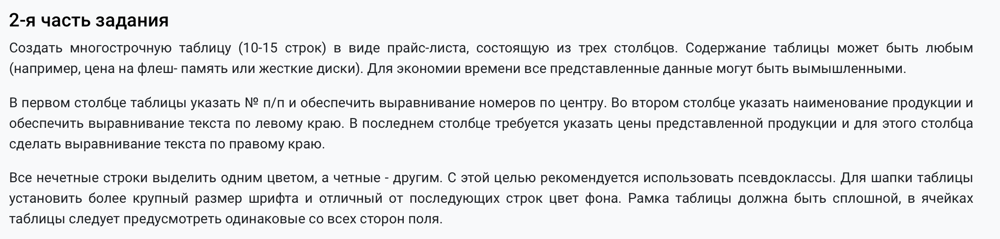 2-я часть задания
Создать многострочную таблицу (10-15 строк) в виде прайс-листа, состоящую из трех столбцов. Содержание таблицы может быть любым
(например, цена на флеш- память или жесткие диски). Для экономии времени все представленные данные могут быть вымышленными.
В первом столбце таблицы указать № п/п и обеспечить выравнивание номеров по центру. Во втором столбце указать наименование продукции и
обеспечить выравнивание текста по левому краю. В последнем столбце требуется указать цены представленной продукции и для этого столбца
сделать выравнивание текста по правому краю.
Все нечетные строки выделить одним цветом, а четные - другим. С этой целью рекомендуется использовать псевдоклассы. Для шапки таблицы
установить более крупный размер шрифта и отличный от последующих строк цвет фона. Рамка таблицы должна быть сплошной, в ячейках
таблицы следует предусмотреть одинаковые со всех сторон поля.